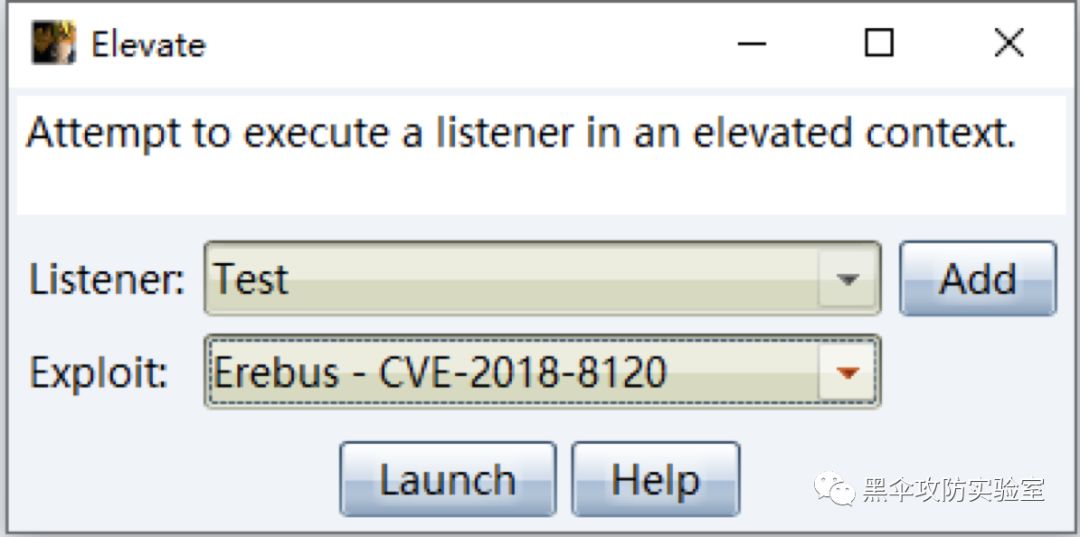 Elevate
Attempt to execute a listener in an elevated context.
Listener: Test Add
Exploit: Erebus - CVE-2018-8120
Launch Help
黑伞攻防实验室